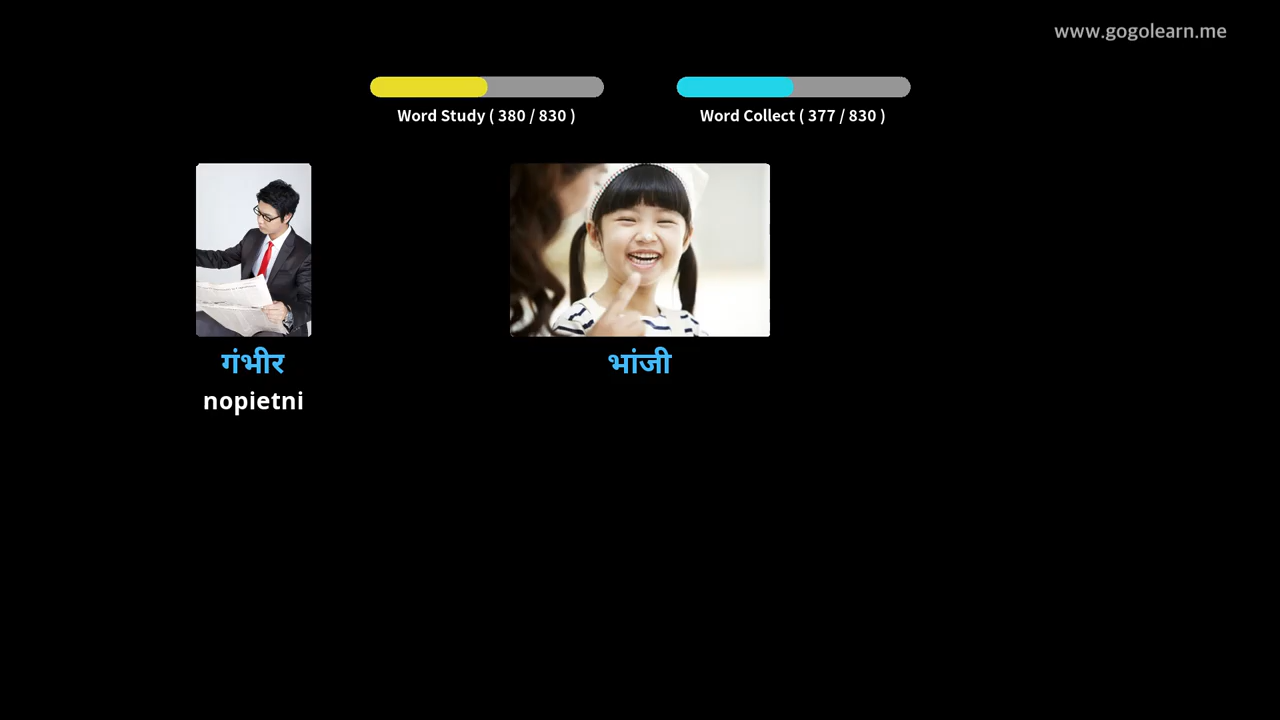 www.gogolearn.me
Word Study ( 380 / 830 )
Word Collect ( 377 / 830 )
गंभीर
भांजी
nopietni